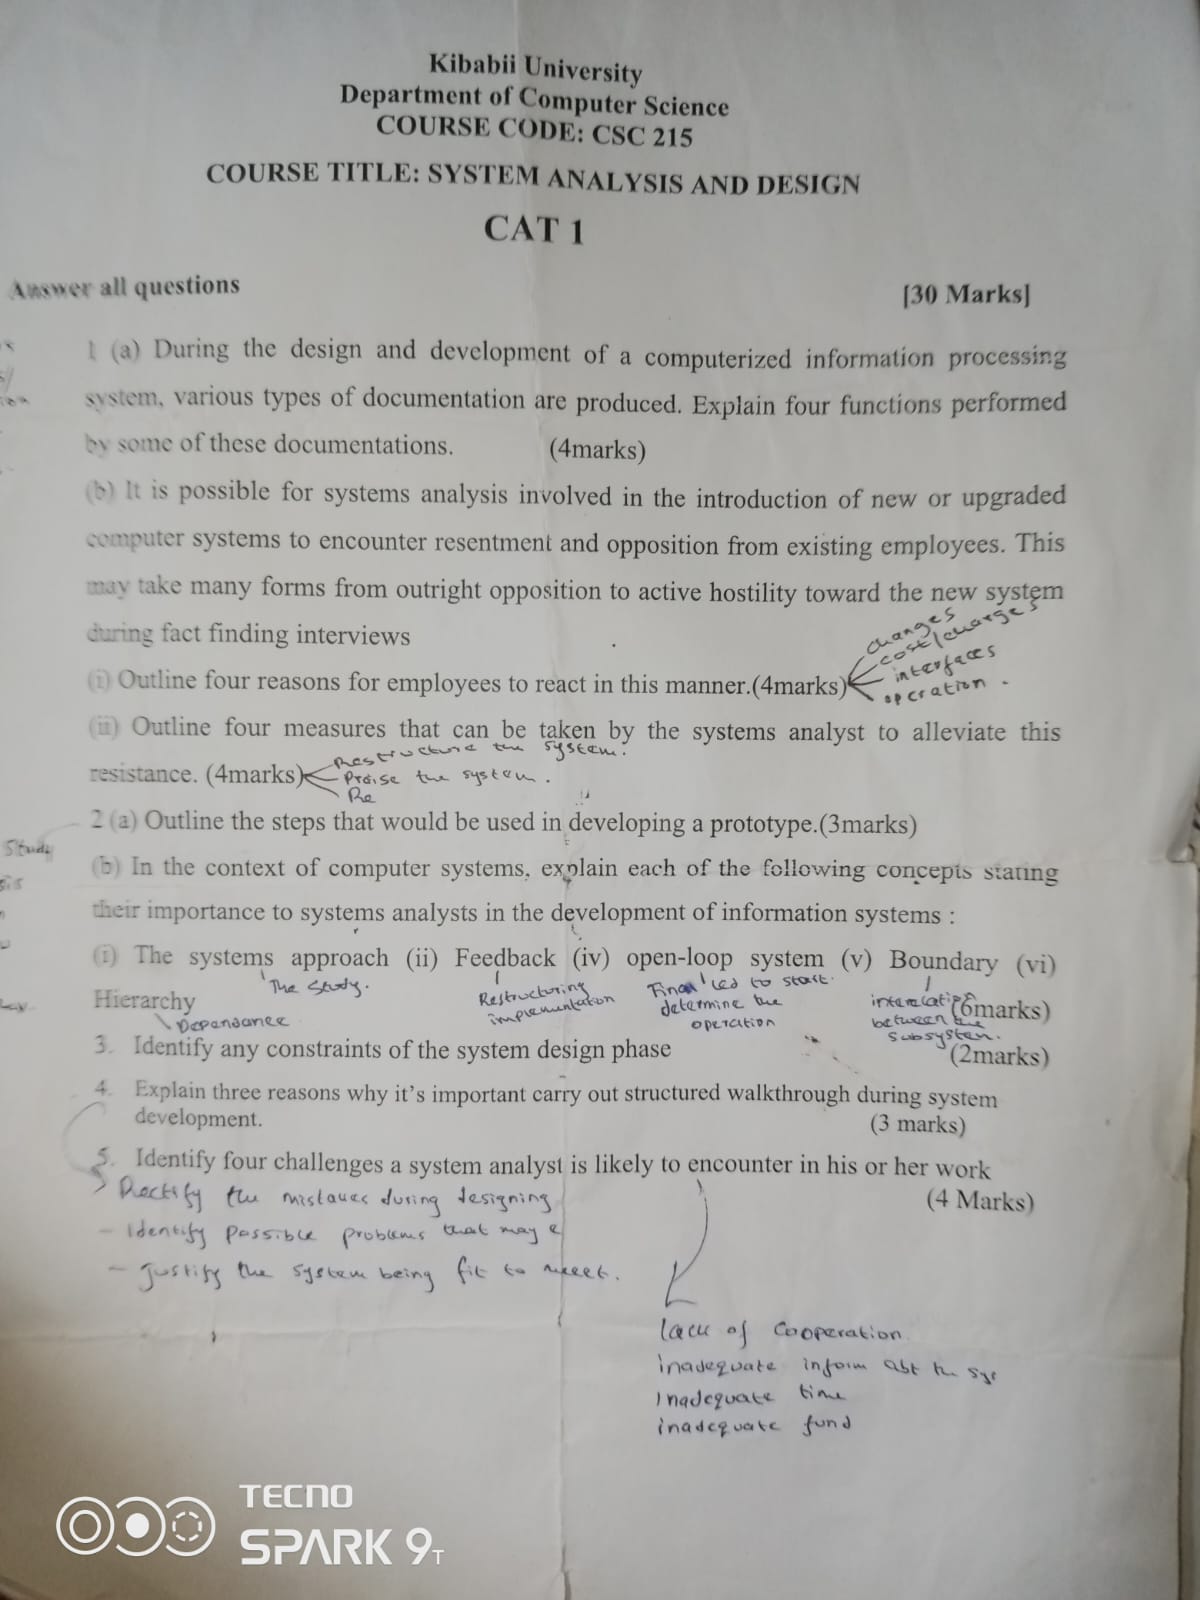 Kibabii University
Department of Computer Science
COURSE CODE: CSC 215
COURSE TITLE: SYSTEM ANALYSIS AND DESIGN
CAT 1
Answer all questions [30 Marks]
1 (a) During the design and development of a computerized information processing
system, various types of documentation are produced. Explain four functions performed
by some of these documentations. (4marks)
(b) It is possible for systems analysis involved in the introduction of new or upgraded
computer systems to encounter resentment and opposition from existing employees. This
may take many forms from outright opposition to active hostility toward the new system
during fact finding interviews
changes
cost/charges
interfaces
operation.
(i) Outline four reasons for employees to react in this manner.(4marks)
(ii) Outline four measures that can be taken by the systems analyst to alleviate this
Restructure the system.
resistance. (4marks)
Praise the system.
Re
2 (a) Outline the steps that would be used in developing a prototype.(3marks)
Study
(b) In the context of computer systems, explain each of the following concepts stating
their importance to systems analysts in the development of information systems :
(i) The systems approach (ii) Feedback (iv) open-loop system (v) Boundary (vi)
The study.
Restructuring
implementation
led to start.
determine the
operation
between the
subsystem.
Hierarchy (6marks)
Dependance
3. Identify any constraints of the system design phase (2marks)
4. Explain three reasons why it's important carry out structured walkthrough during system
development. (3 marks)
5. Identify four challenges a system analyst is likely to encounter in his or her work
(4 Marks)
the mistakes during designing
- Identify possible problems that may
- Justify the system being fit to
lack of cooperation.
inadequate inform abt the sys
Inadequate time
inadequate fund
TECNO
SPARK 9T